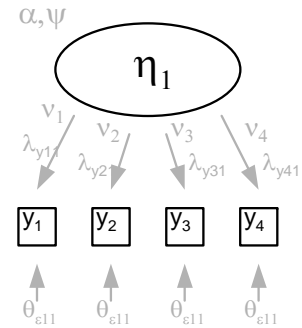 α,ψ
η₁
ν₁ ν₂ ν₃ ν₄
λy11 λy21 λy31 λy41
y₁ y₂ y₃ y₄
θε11 θε11 θε11 θε11